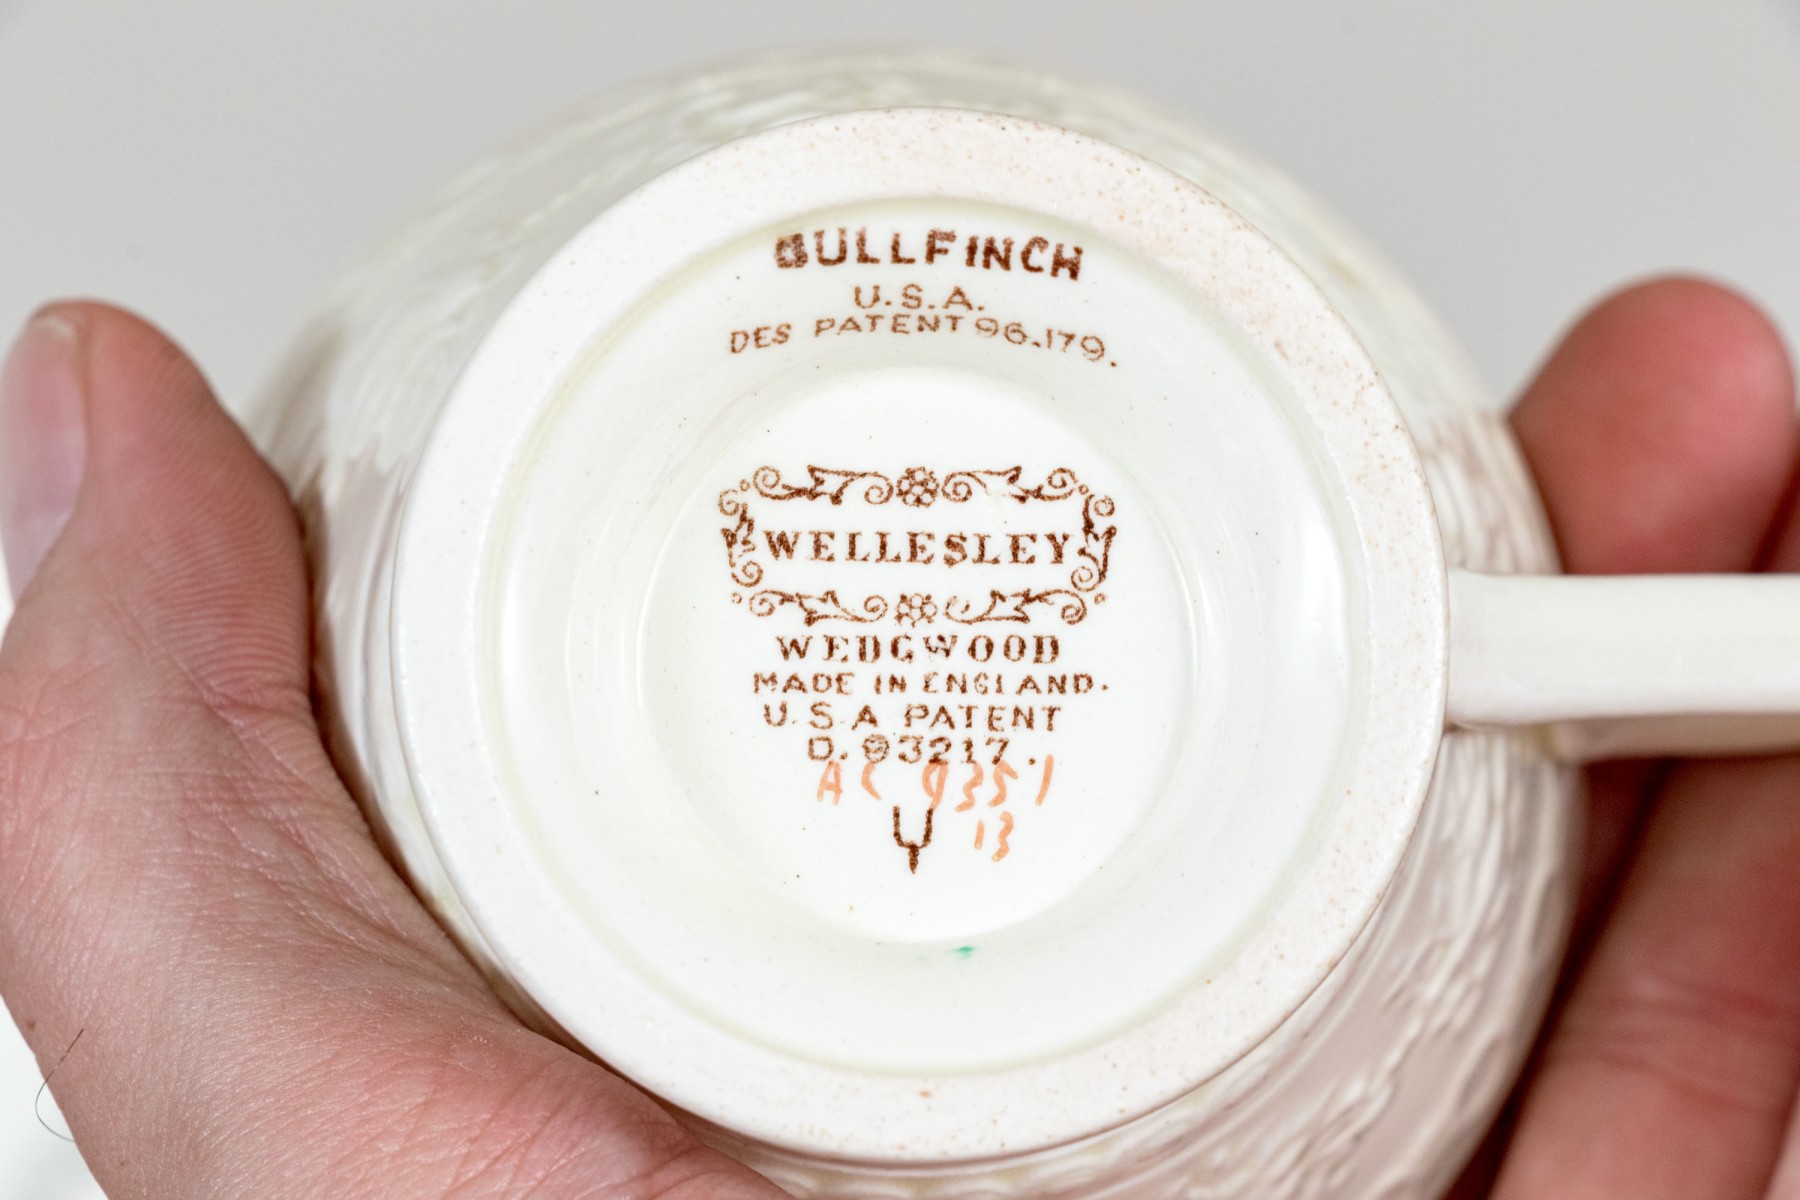 BULLFINCH
U.S.A.
DES PATENT 96.179.
WELLESLEY
WEDGWOOD
MADE IN ENGLAND.
U.S.A PATENT
D. 93217.
AC 9351
13